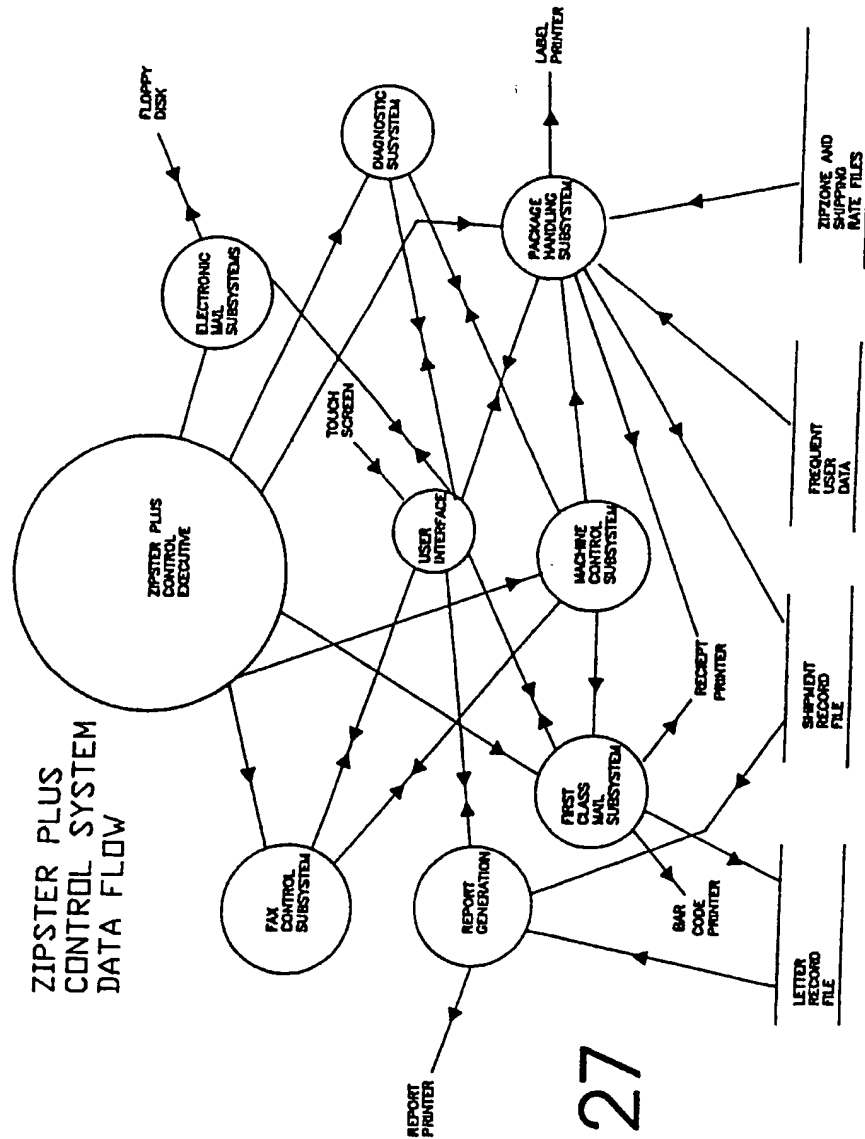 ZIPSTER PLUS
CONTROL SYSTEM
DATA FLOW
ZIPSTER PLUS
CONTROL
EXECUTIVE
FLOPPY
DISK
ELECTRONIC
MAIL
SUBSYSTEMS
DIAGNOSTIC
SUSYSTEM
TOUCH
SCREEN
USER
INTERFACE
FAX
CONTROL
SUBSYSTEM
REPORT
GENERATION
REPORT
PRINTER
FIRST
CLASS
MAIL
SUBSYSTEM
MACHINE
CONTROL
SUBSYSTEM
PACKAGE
HANDLING
SUBSYSTEM
LABEL
PRINTER
BAR
CODE
PRINTER
RECIEPT
PRINTER
LETTER
RECORD
FILE
SHIPMENT
RECORD
FILE
FREQUENT
USER
DATA
ZIPZONE AND
SHIPPING
RATE FILES
27